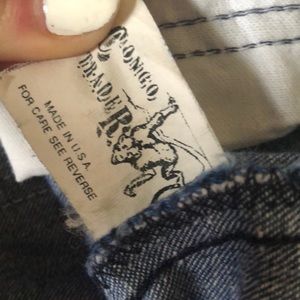 CONGO
TRADER
MADE IN U.S.A.
FOR CARE SEE REVERSE